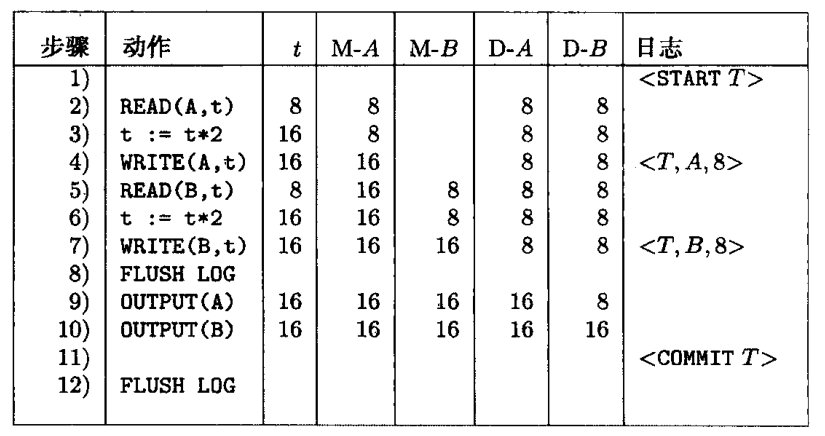 步骤 动作 t M-A M-B D-A D-B 日志
1) <START T>
2) READ(A,t) 8 8 8 8
3) t := t*2 16 8 8 8
4) WRITE(A,t) 16 16 8 8 <T, A, 8>
5) READ(B,t) 8 16 8 8 8
6) t := t*2 16 16 8 8 8
7) WRITE(B,t) 16 16 16 8 8 <T, B, 8>
8) FLUSH LOG
9) OUTPUT(A) 16 16 16 16 8
10) OUTPUT(B) 16 16 16 16 16
11) <COMMIT T>
12) FLUSH LOG